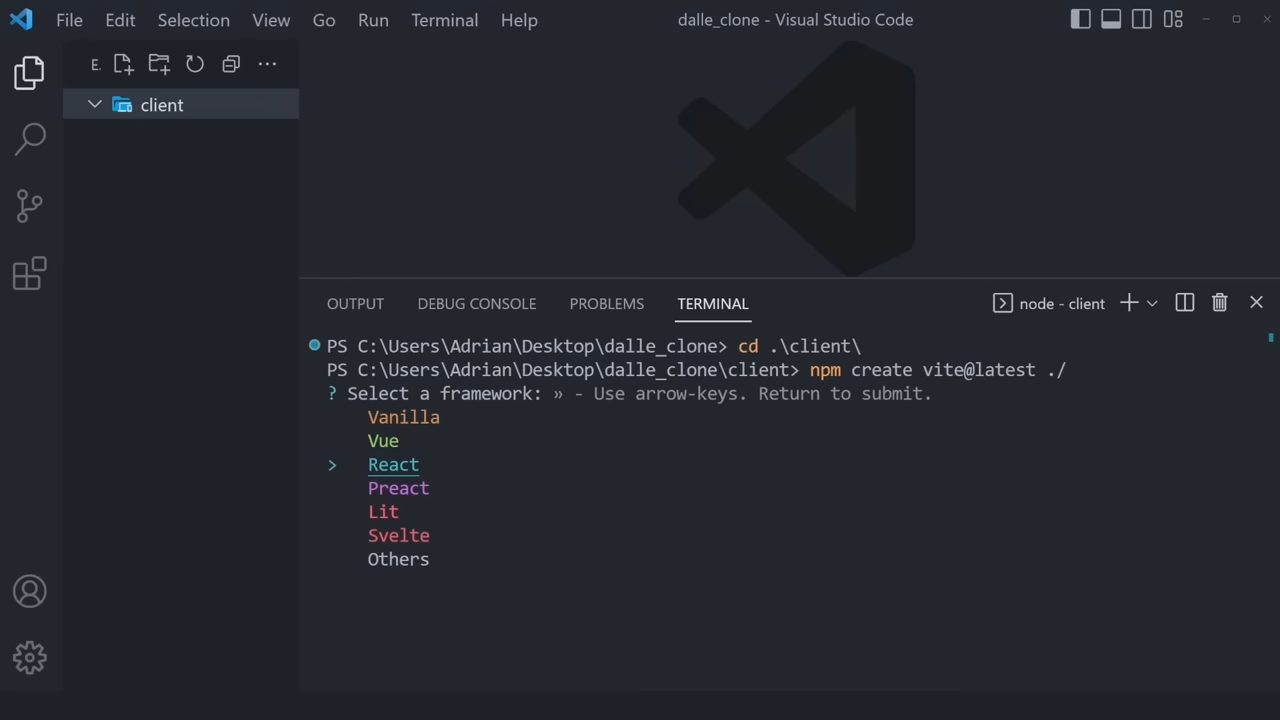 File Edit Selection View Go Run Terminal Help dalle_clone - Visual Studio Code
E.
client
OUTPUT DEBUG CONSOLE PROBLEMS TERMINAL node - client
PS C:\Users\Adrian\Desktop\dalle_clone> cd .\client\
PS C:\Users\Adrian\Desktop\dalle_clone\client> npm create vite@latest ./
? Select a framework: » - Use arrow-keys. Return to submit.
Vanilla
Vue
> React
Preact
Lit
Svelte
Others